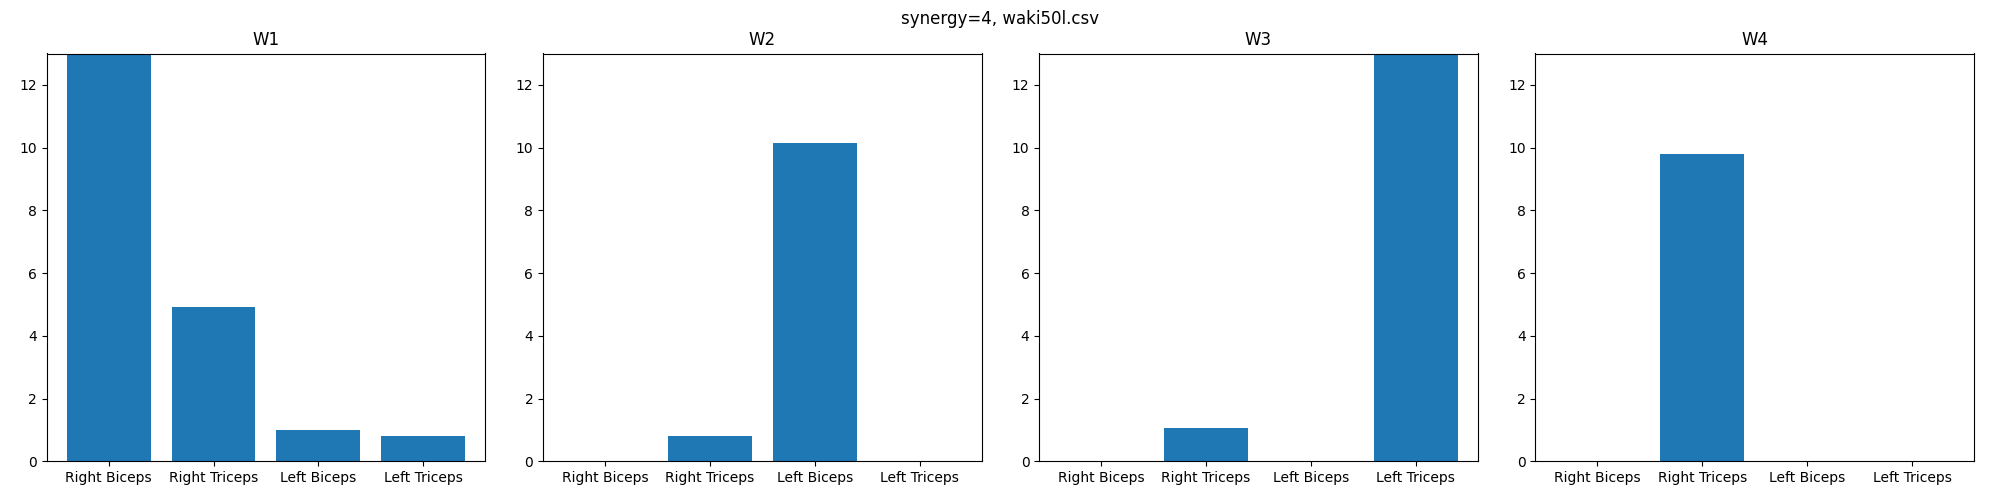 synergy=4, waki50l.csv
W1
W2
W3
W4
12
10
8
6
4
2
0
Right Biceps
Right Triceps
Left Biceps
Left Triceps
12
10
8
6
4
2
0
Right Biceps
Right Triceps
Left Biceps
Left Triceps
12
10
8
6
4
2
0
Right Biceps
Right Triceps
Left Biceps
Left Triceps
12
10
8
6
4
2
0
Right Biceps
Right Triceps
Left Biceps
Left Triceps